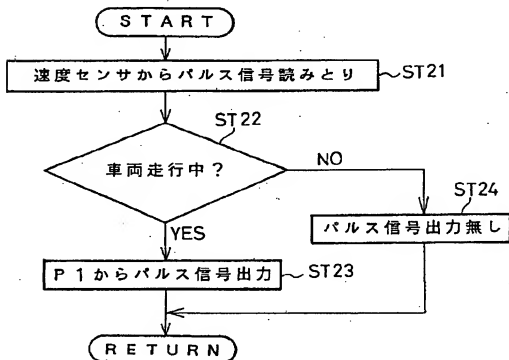 START
速度センサからパルス信号読みとり
ST21
ST22
車両走行中？
NO
ST24
パルス信号出力無し
YES
P1からパルス信号出力
ST23
RETURN